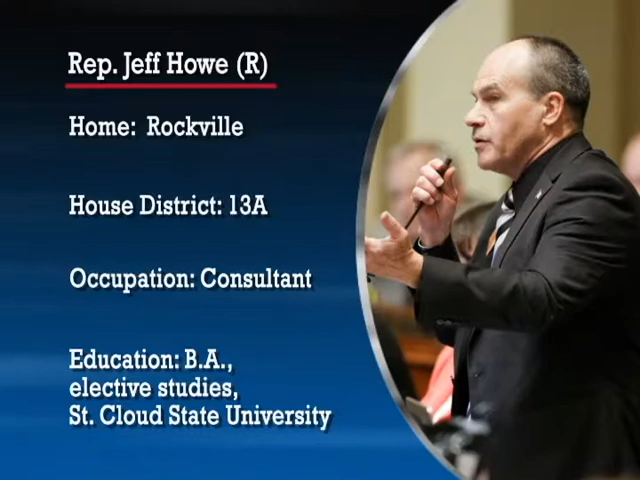 Rep. Jeff Howe (R)
Home: Rockville
House District: 13A
Occupation: Consultant
Education: B.A.,
elective studies,
St. Cloud State University